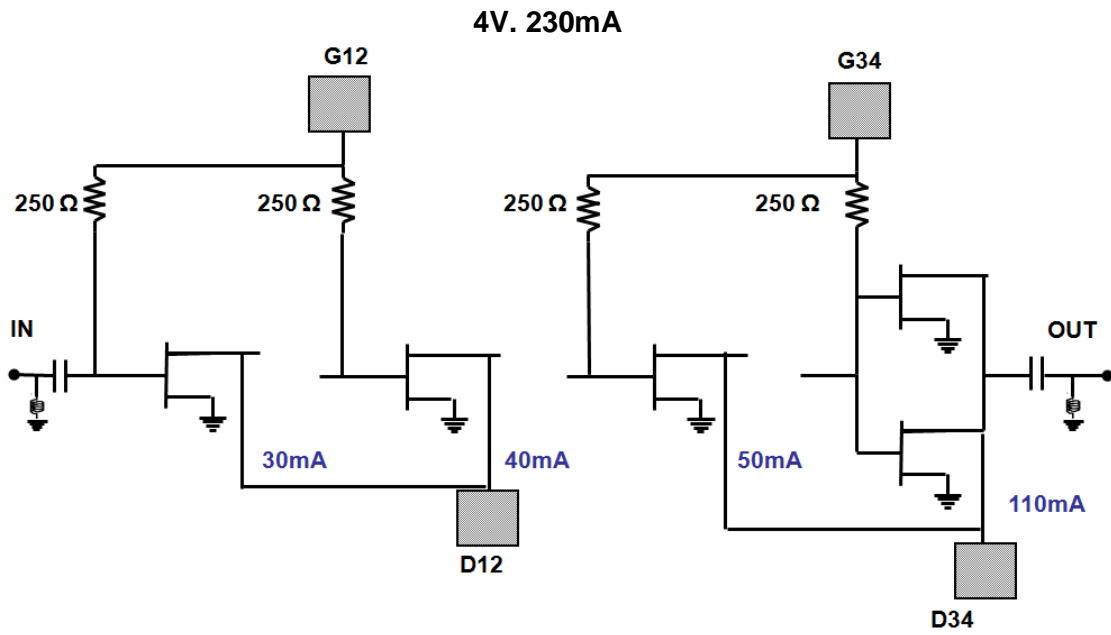 4V. 230mA
G12
G34
250 Ω
250 Ω
250 Ω
250 Ω
IN
OUT
30mA
40mA
50mA
110mA
D12
D34